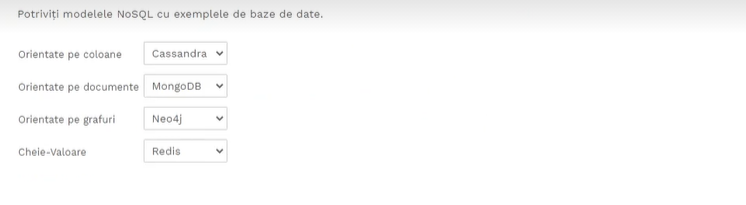 Potriviți modelele NoSQL cu exemplele de baze de date.
Orientate pe coloane Cassandra
Orientate pe documente MongoDB
Orientate pe grafuri Neo4j
Cheie-Valoare Redis